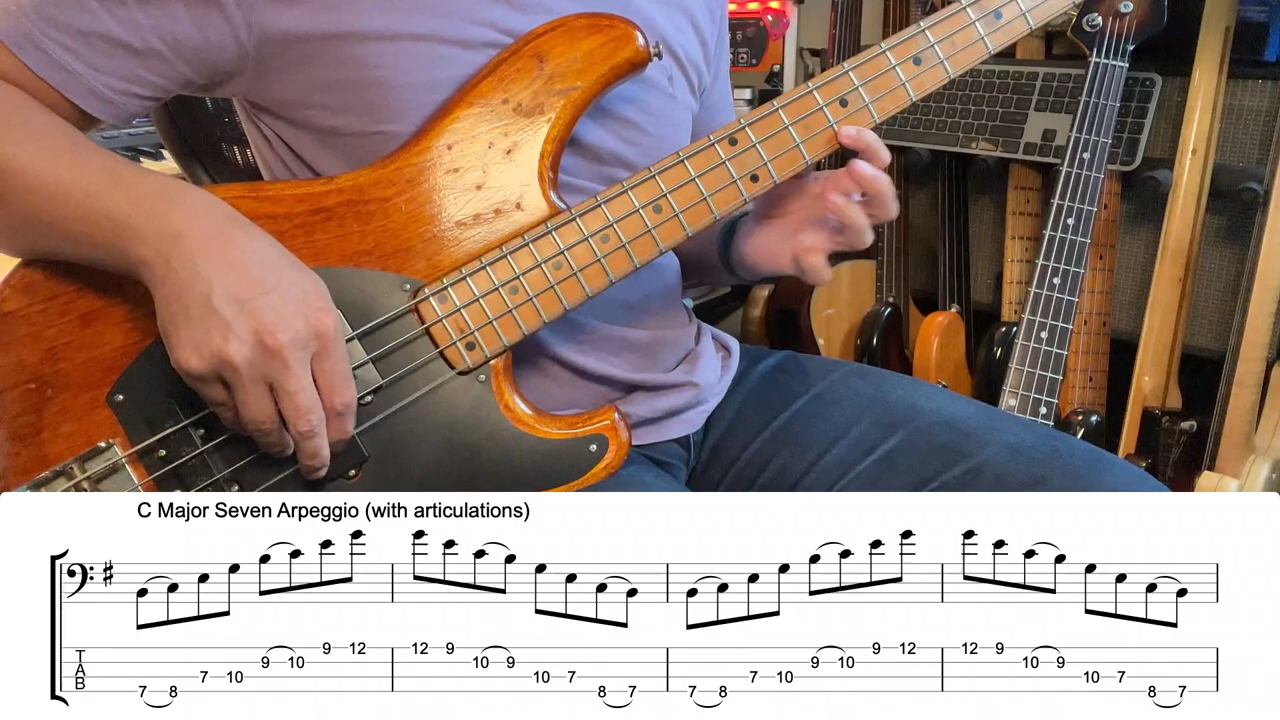 C Major Seven Arpeggio (with articulations)
9 12 12 9 9 12 12 9
9 10 10 9 9 10 10 9
T A B 7 10 10 7 7 10 10 7
7 8 8 7 7 8 8 7